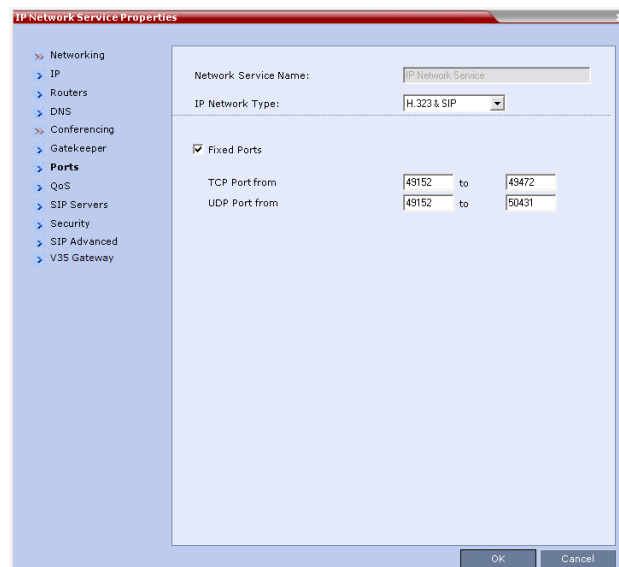 IP Network Service Properties
Networking
IP
Routers
DNS
Conferencing
Gatekeeper
Ports
QoS
SIP Servers
Security
SIP Advanced
V35 Gateway
Network Service Name: IP Network Service
IP Network Type: H.323 & SIP
Fixed Ports
TCP Port from 49152 to 49472
UDP Port from 49152 to 50431
OK Cancel